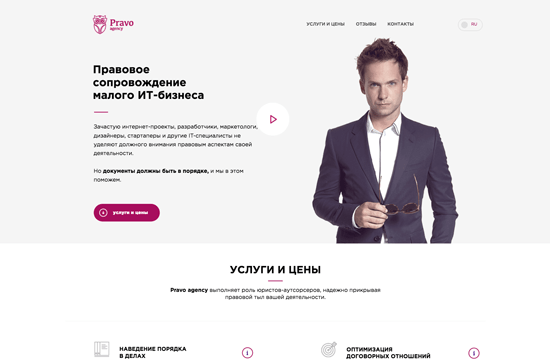 Pravo
agency
УСЛУГИ И ЦЕНЫ
ОТЗЫВЫ
КОНТАКТЫ
RU
Правовое
сопровождение
малого ИТ-бизнеса
Зачастую интернет-проекты, разработчики, маркетологи,
дизайнеры, стартаперы и другие IT-специалисты не
уделяют должного внимания правовым аспектам своей
деятельности.
Но документы должны быть в порядке, и мы в этом
поможем.
услуги и цены
УСЛУГИ И ЦЕНЫ
Pravo agency выполняет роль юристов-аутсорсеров, надежно прикрывая
правовой тыл вашей деятельности.
НАВЕДЕНИЕ ПОРЯДКА
В ДЕЛАХ
i
ОПТИМИЗАЦИЯ
ДОГОВОРНЫХ ОТНОШЕНИЙ
i